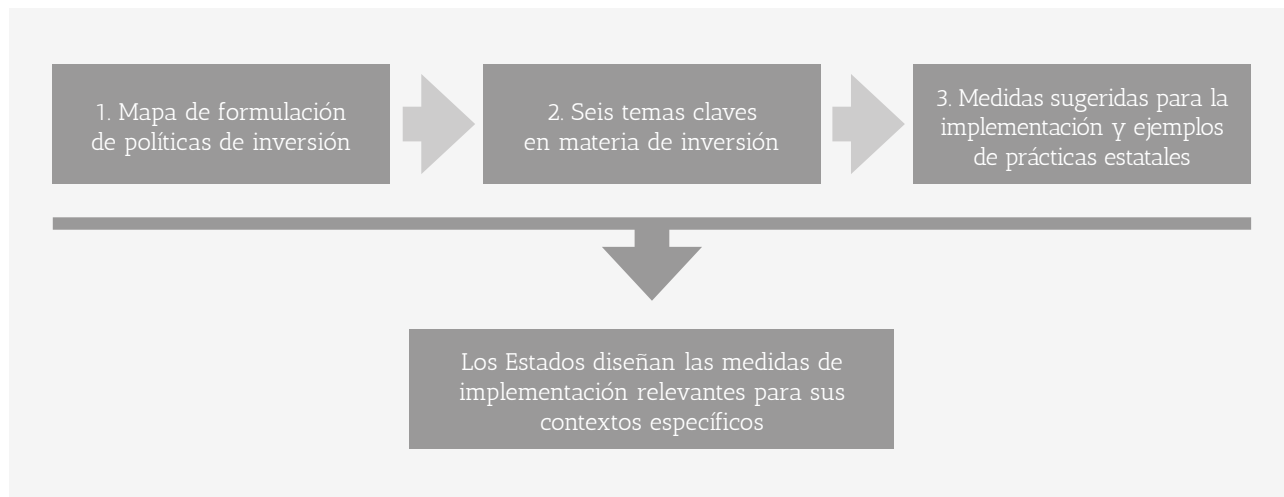 1. Mapa de formulación
de políticas de inversión
2. Seis temas claves
en materia de inversión
3. Medidas sugeridas para la
implementación y ejemplos
de prácticas estatales
Los Estados diseñan las medidas de
implementación relevantes para sus
contextos específicos